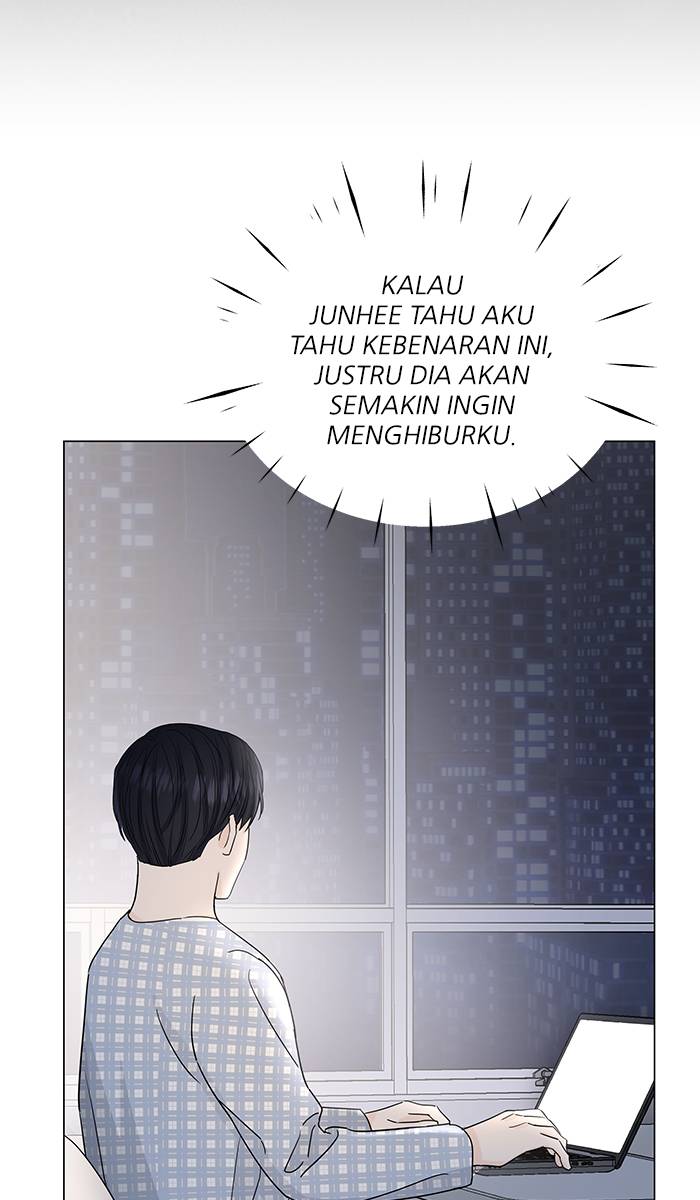 KALAU
JUNHEE TAHU AKU
TAHU KEBENARAN INI,
JUSTRU DIA AKAN
SEMAKIN INGIN
MENGHIBURKU.